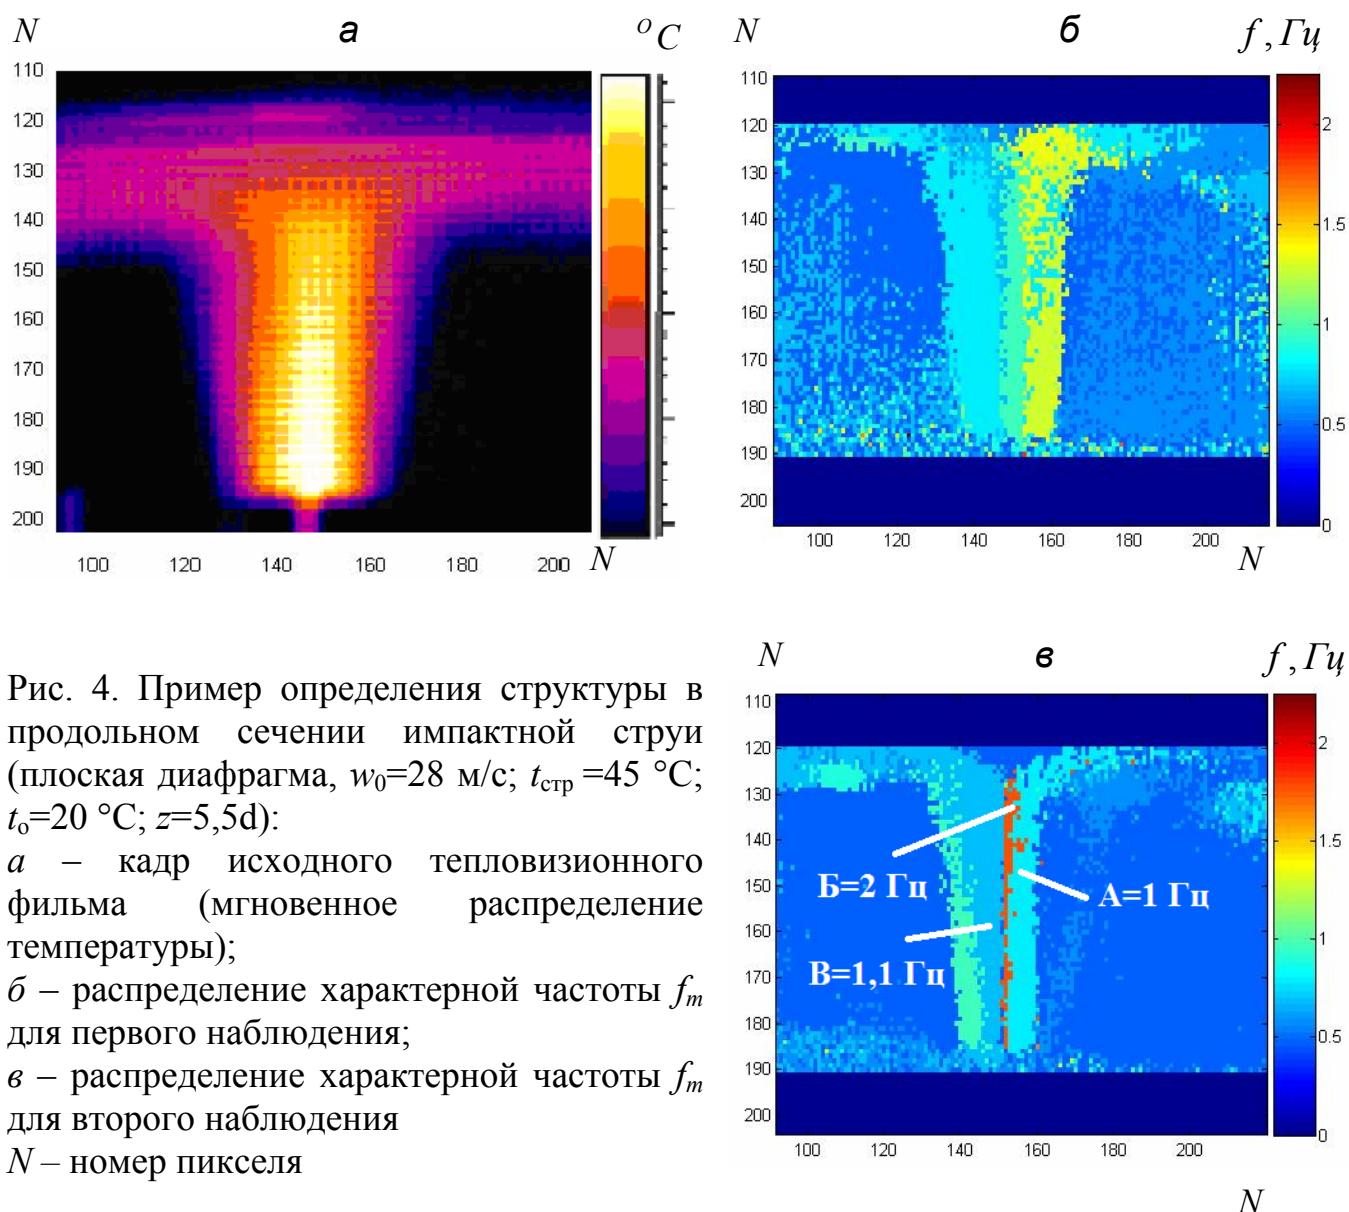 N а °C
110
120
130
140
150
160
170
180
190
200
100 120 140 160 180 200 N
N б f, Гц
110
120
130
140
150
160
170
180
190
200
2
1.5
1
0.5
0
100 120 140 160 180 200
N
Рис. 4. Пример определения структуры в
продольном сечении импактной струи
(плоская диафрагма, w₀=28 м/с; tстр =45 °С;
tо=20 °С; z=5,5d):
а – кадр исходного тепловизионного
фильма (мгновенное распределение
температуры);
б – распределение характерной частоты fm
для первого наблюдения;
в – распределение характерной частоты fm
для второго наблюдения
N – номер пикселя
N в f, Гц
110
120
130
140
150
160
170
180
190
200
Б=2 Гц
А=1 Гц
В=1,1 Гц
2
1.5
1
0.5
0
100 120 140 160 180 200
N